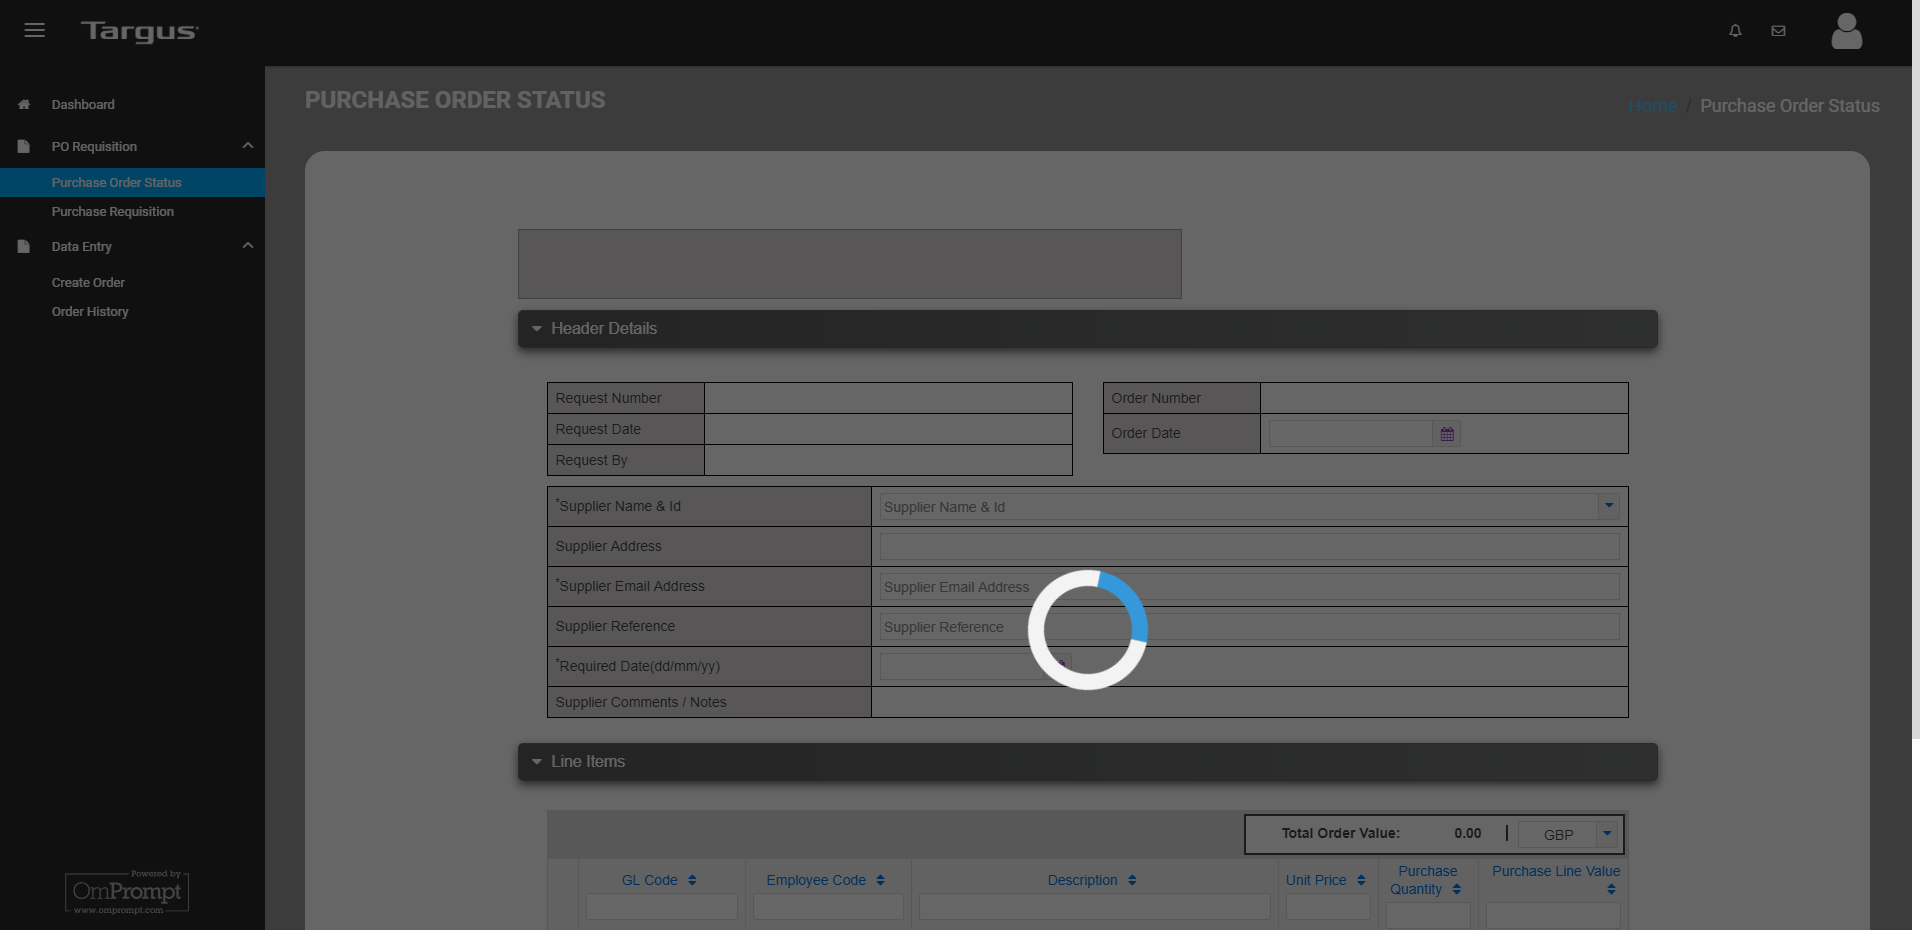 Targus
PURCHASE ORDER STATUS
Home / Purchase Order Status
Dashboard
PO Requisition
Purchase Order Status
Purchase Requisition
Data Entry
Create Order
Order History
Header Details
Request Number
Request Date
Request By
Order Number
Order Date
*Supplier Name & Id
Supplier Name & Id
Supplier Address
*Supplier Email Address
Supplier Email Address
Supplier Reference
Supplier Reference
*Required Date(dd/mm/yy)
Supplier Comments / Notes
Line Items
Total Order Value: 0.00 | GBP
GL Code
Employee Code
Description
Unit Price
Purchase
Quantity
Purchase Line Value
Powered by
OmPrompt
www.omprompt.com